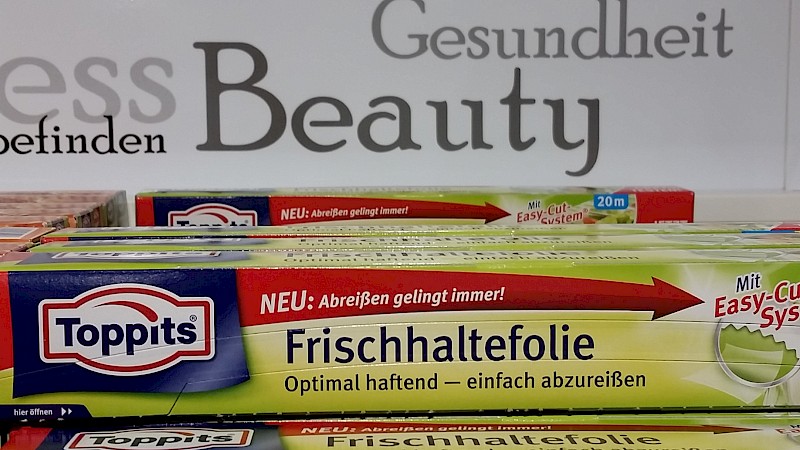 Gesundheit
ess
Beauty
befinden
Mit
Easy-Cut-
System
20 m
NEU: Abreißen gelingt immer!
Toppits
NEU: Abreißen gelingt immer!
Mit
Easy-Cu
Sys
Toppits®
Frischhaltefolie
Optimal haftend — einfach abzureißen
hier öffnen
NEU: Abreißen gelingt immer!
Toppits
Frischhaltefolie